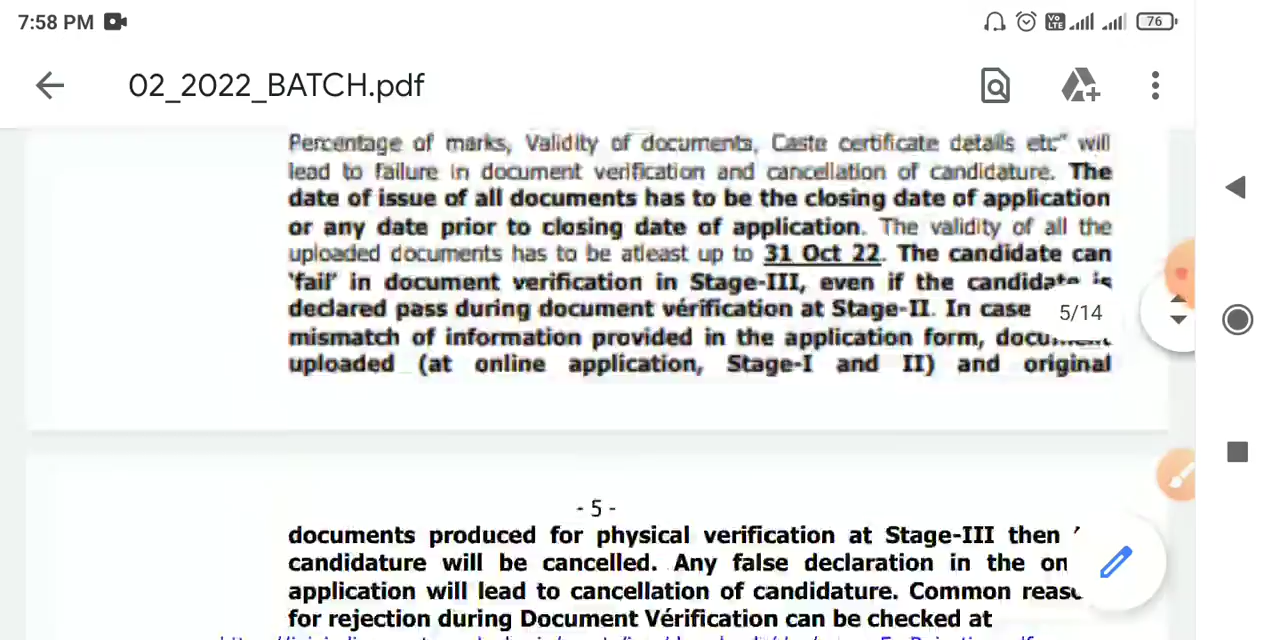 7:58 PM
Vo LTE
76
02_2022_BATCH.pdf
Percentage of marks, Validity of documents, Caste certificate details etc" will
lead to failure in document verification and cancellation of candidature. The
date of issue of all documents has to be the closing date of application
or any date prior to closing date of application. The validity of all the
uploaded documents has to be atleast up to 31 Oct 22. The candidate can
'fail' in document verification in Stage-III, even if the candidate is
declared pass during document vérification at Stage-II. In case
5/14
mismatch of information provided in the application form,
uploaded (at online application, Stage-I and II) and original
- 5 -
documents produced for physical verification at Stage-III then
candidature will be cancelled. Any false declaration in the
application will lead to cancellation of candidature. Common
for rejection during Document Vérification can be checked at